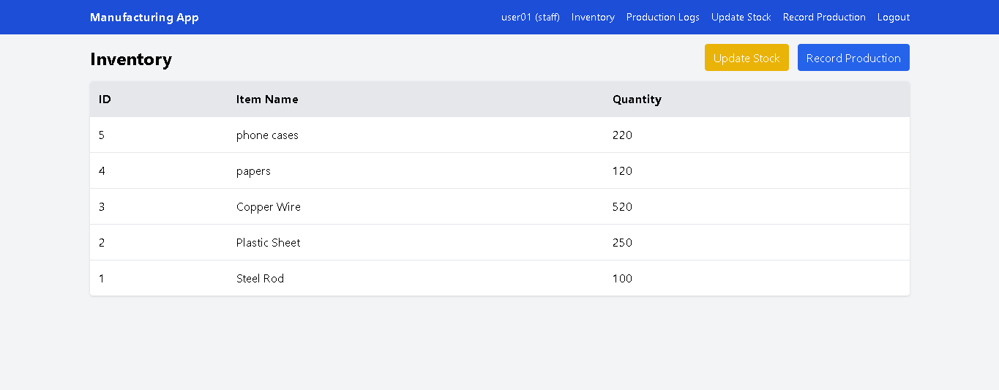 Manufacturing App user01 (staff) Inventory Production Logs Update Stock Record Production Logout
Inventory Update Stock Record Production
ID Item Name Quantity
5 phone cases 220
4 papers 120
3 Copper Wire 520
2 Plastic Sheet 250
1 Steel Rod 100